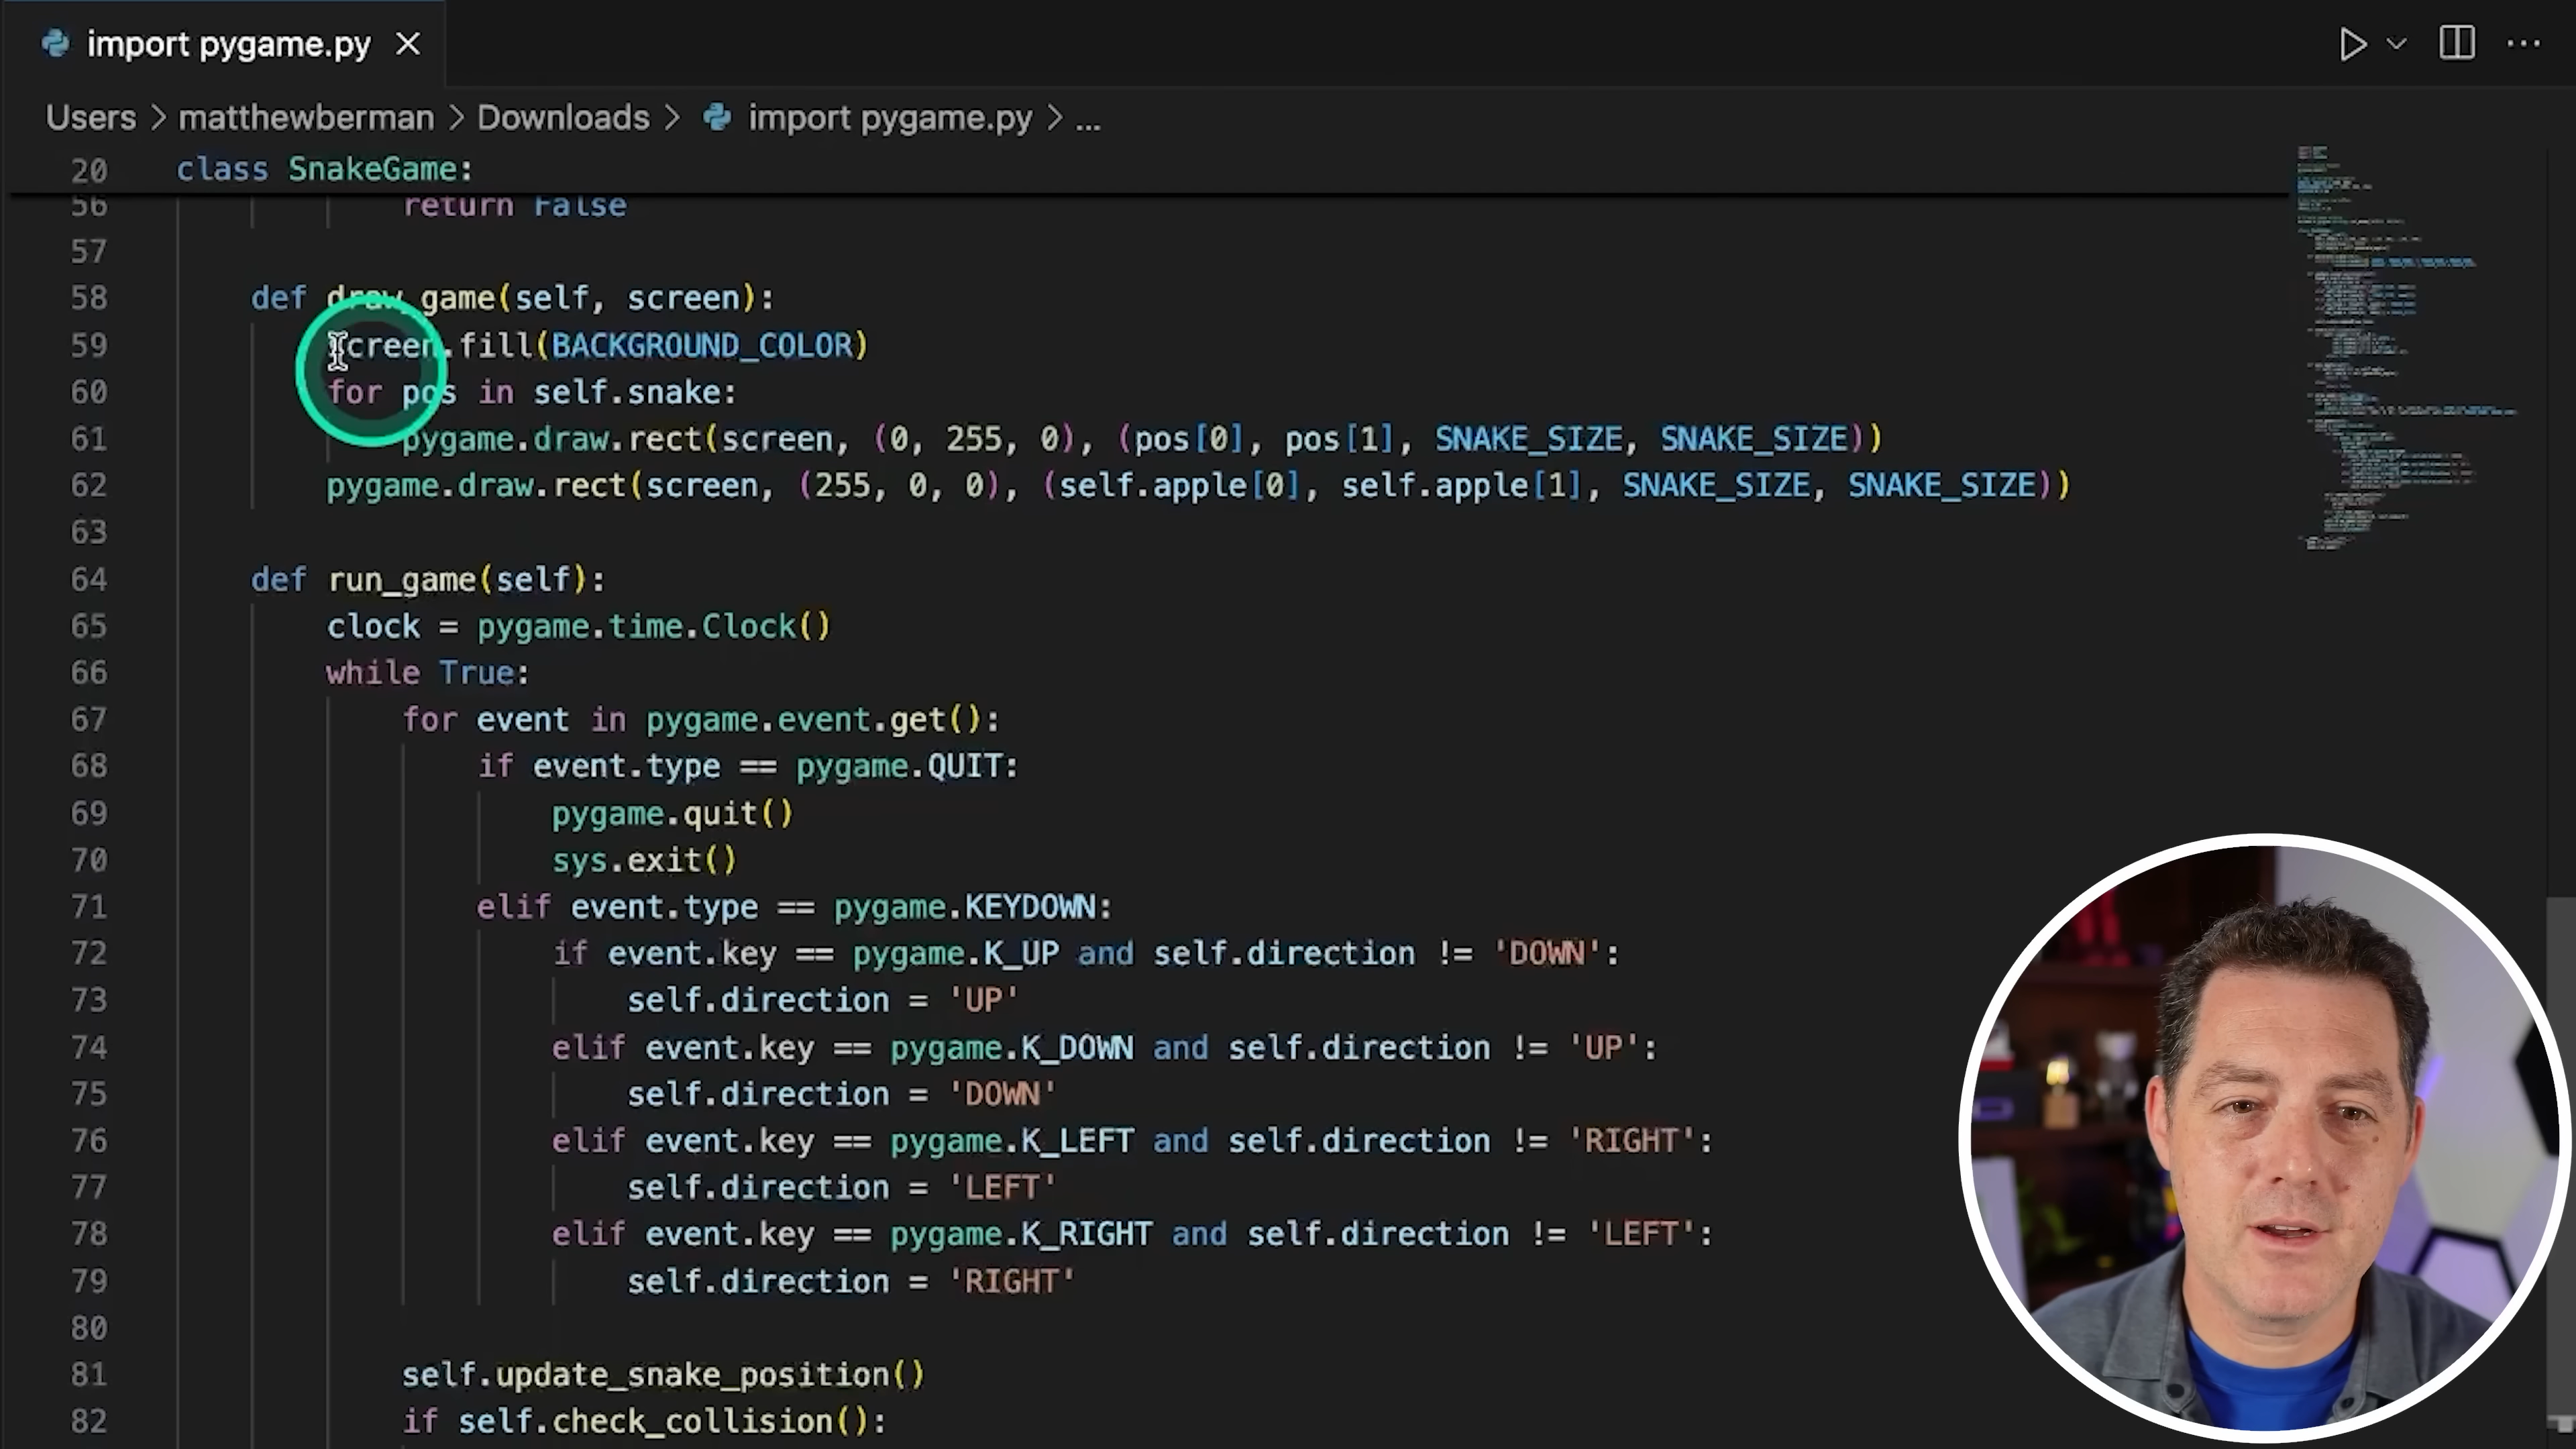 import pygame.py
Users > matthewberman > Downloads > import pygame.py > ...
20 class SnakeGame:
56 return False
57
58 def draw_game(self, screen):
59 screen.fill(BACKGROUND_COLOR)
60 for pos in self.snake:
61 pygame.draw.rect(screen, (0, 255, 0), (pos[0], pos[1], SNAKE_SIZE, SNAKE_SIZE))
62 pygame.draw.rect(screen, (255, 0, 0), (self.apple[0], self.apple[1], SNAKE_SIZE, SNAKE_SIZE))
63
64 def run_game(self):
65 clock = pygame.time.Clock()
66 while True:
67 for event in pygame.event.get():
68 if event.type == pygame.QUIT:
69 pygame.quit()
70 sys.exit()
71 elif event.type == pygame.KEYDOWN:
72 if event.key == pygame.K_UP and self.direction != 'DOWN':
73 self.direction = 'UP'
74 elif event.key == pygame.K_DOWN and self.direction != 'UP':
75 self.direction = 'DOWN'
76 elif event.key == pygame.K_LEFT and self.direction != 'RIGHT':
77 self.direction = 'LEFT'
78 elif event.key == pygame.K_RIGHT and self.direction != 'LEFT':
79 self.direction = 'RIGHT'
80
81 self.update_snake_position()
82 if self.check_collision():